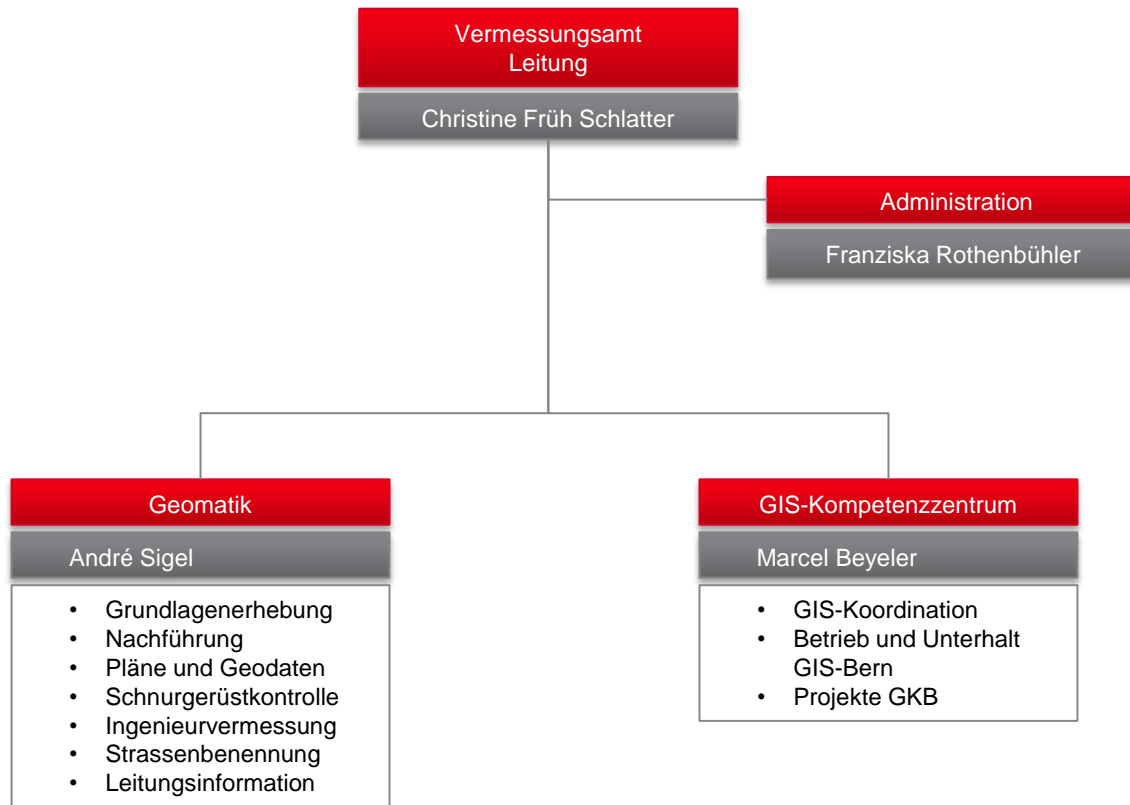 Vermessungsamt
Leitung
Christine Früh Schlatter
Administration
Franziska Rothenbühler
Geomatik
André Sigel
• Grundlagenerhebung
• Nachführung
• Pläne und Geodaten
• Schnurgerüstkontrolle
• Ingenieurvermessung
• Strassenbenennung
• Leitungsinformation
GIS-Kompetenzzentrum
Marcel Beyeler
• GIS-Koordination
• Betrieb und Unterhalt
GIS-Bern
• Projekte GKB